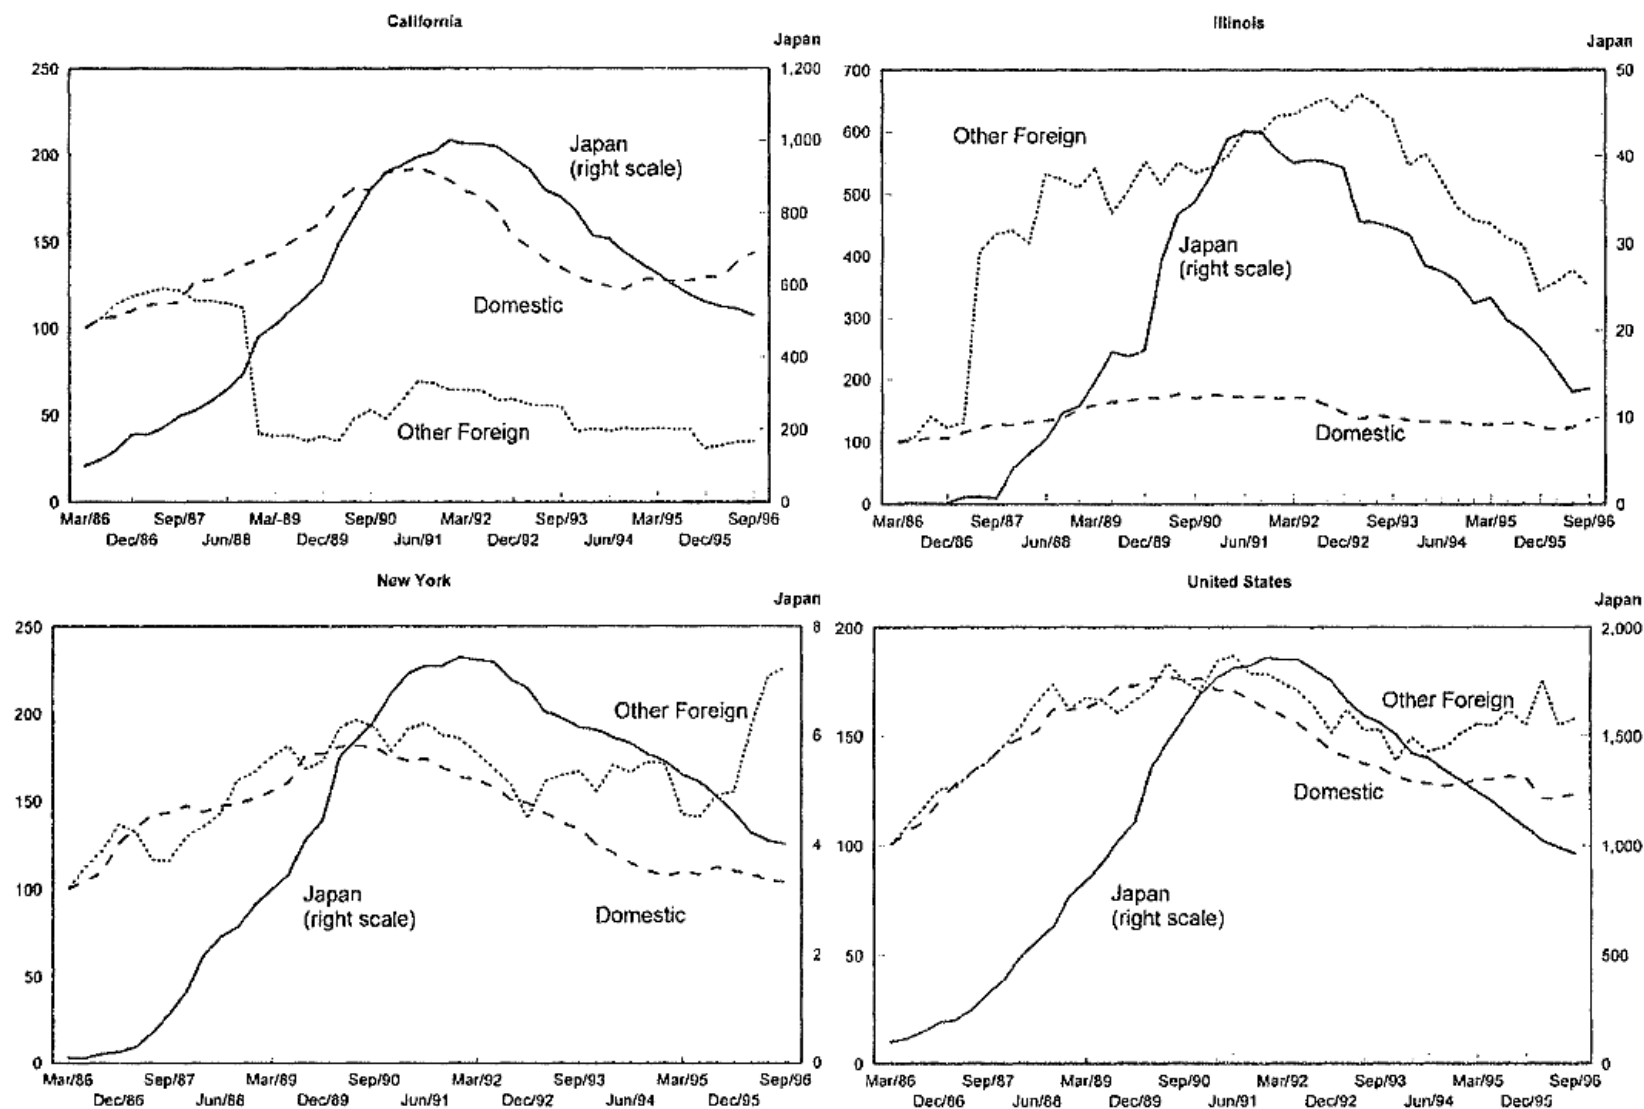 California
Japan
250
200
150
100
50
0
1,200
1,000
800
600
400
200
0
Japan
(right scale)
Domestic
Other Foreign
Mar/86 Sep/87 Mar/89 Sep/90 Mar/92 Sep/93 Mar/95 Sep/96
Dec/86 Jun/88 Dec/89 Jun/91 Dec/92 Jun/94 Dec/95
Illinois
Japan
700
600
500
400
300
200
100
0
50
40
30
20
10
0
Other Foreign
Japan
(right scale)
Domestic
Mar/86 Sep/87 Mar/89 Sep/90 Mar/92 Sep/93 Mar/95 Sep/96
Dec/86 Jun/88 Dec/89 Jun/91 Dec/92 Jun/94 Dec/95
New York
Japan
250
200
150
100
50
0
8
6
4
2
0
Other Foreign
Japan
(right scale)
Domestic
Mar/86 Sep/87 Mar/89 Sep/90 Mar/92 Sep/93 Mar/95 Sep/96
Dec/86 Jun/88 Dec/89 Jun/91 Dec/92 Jun/94 Dec/95
United States
Japan
200
150
100
50
0
2,000
1,500
1,000
500
0
Other Foreign
Domestic
Japan
(right scale)
Mar/86 Sep/87 Mar/89 Sep/90 Mar/92 Sep/93 Mar/95 Sep/96
Dec/86 Jun/88 Dec/89 Jun/91 Dec/92 Jun/94 Dec/95